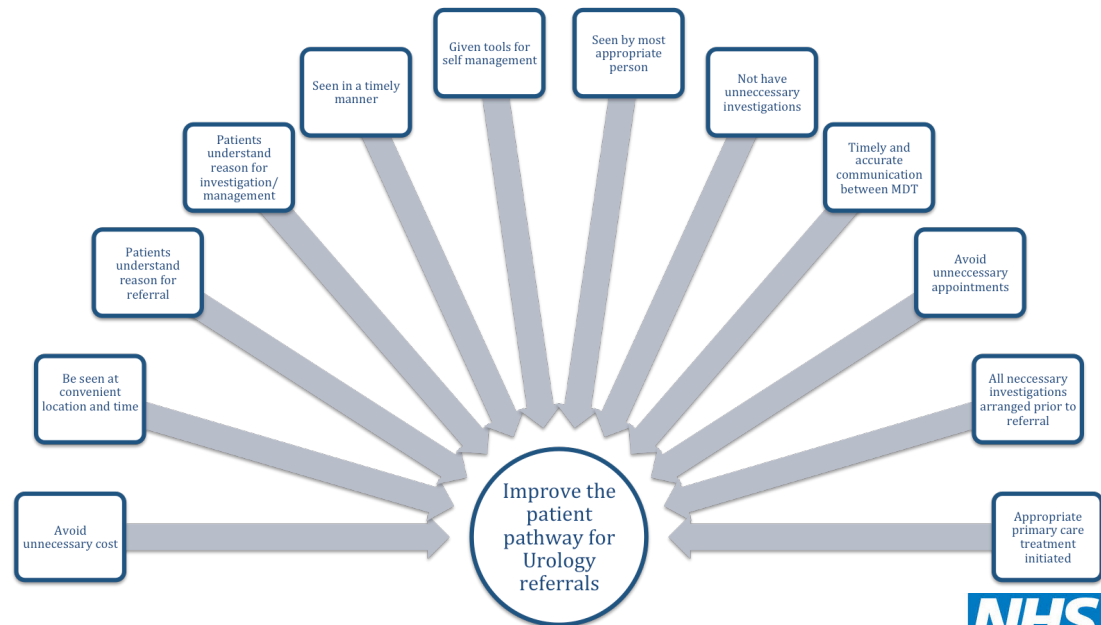 Given tools for
self management
Seen by most
appropriate
person
Seen in a timely
manner
Not have
unneccessary
investigations
Patients
understand
reason for
investigation/
management
Timely and
accurate
communication
between MDT
Patients
understand
reason for
referral
Avoid
unneccessary
appointments
Be seen at
convenient
location and time
All neccessary
investigations
arranged prior to
referral
Avoid
unnecessary cost
Improve the
patient
pathway for
Urology
referrals
Appropriate
primary care
treatment
initiated
NHS